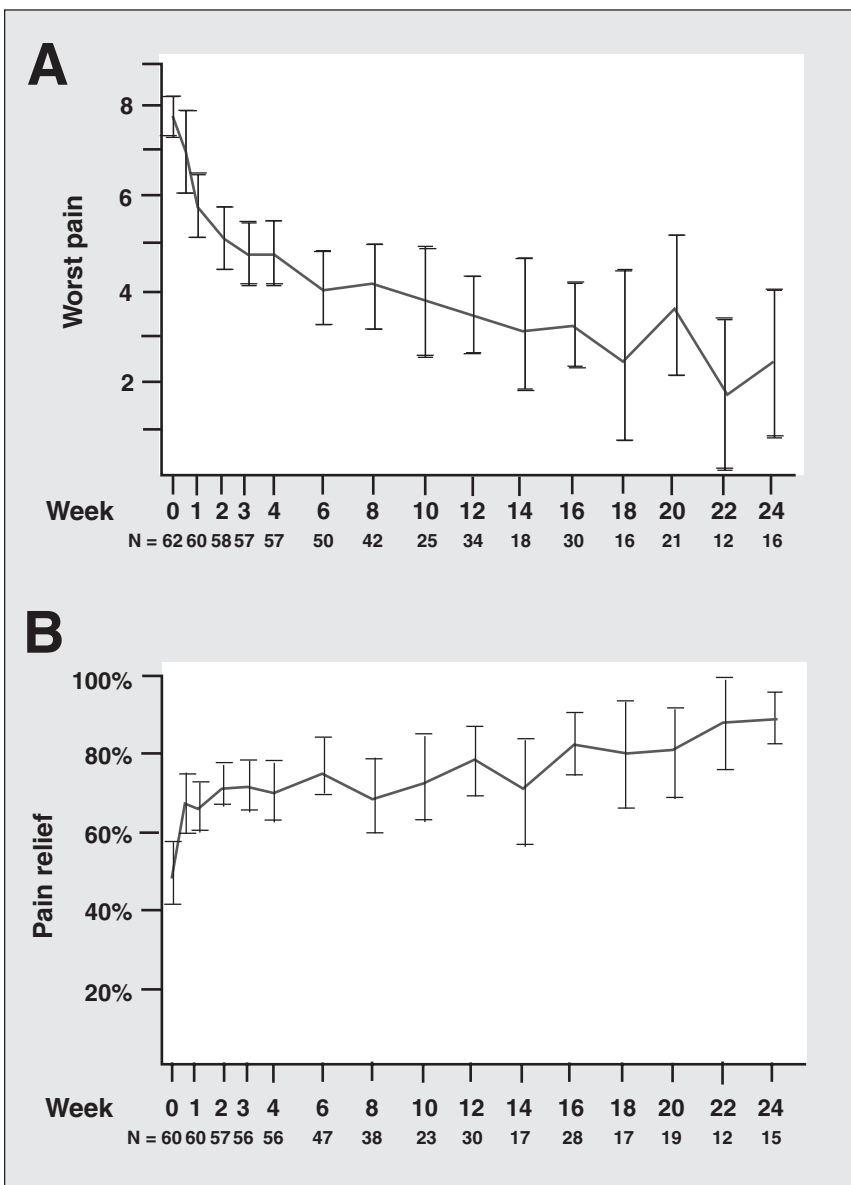 A
8
6
4
2
Worst pain
Week 0 1 2 3 4 6 8 10 12 14 16 18 20 22 24
N = 62 60 58 57 57 50 42 25 34 18 30 16 21 12 16
B
100%
80%
60%
40%
20%
Pain relief
Week 0 1 2 3 4 6 8 10 12 14 16 18 20 22 24
N = 60 60 57 56 56 47 38 23 30 17 28 17 19 12 15